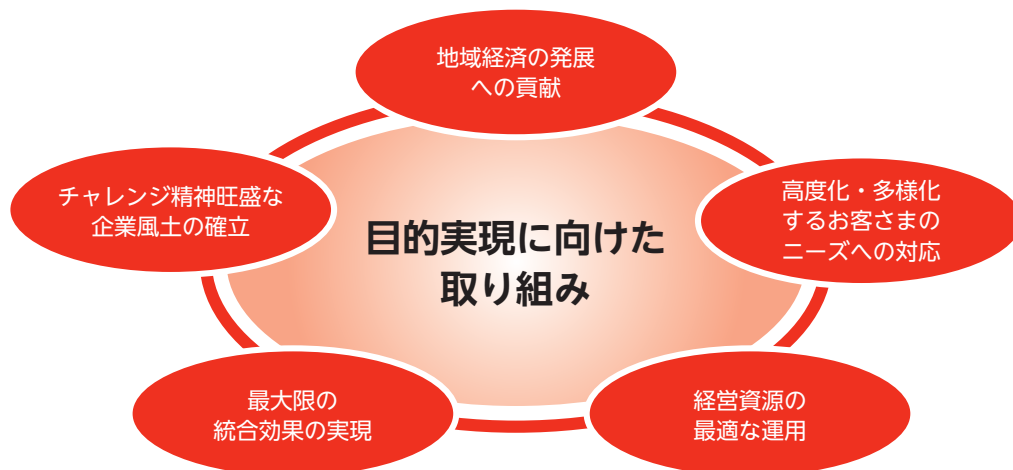 地域経済の発展
への貢献
チャレンジ精神旺盛な
企業風土の確立
高度化・多様化
するお客さまの
ニーズへの対応
目的実現に向けた
取り組み
最大限の
統合効果の実現
経営資源の
最適な運用